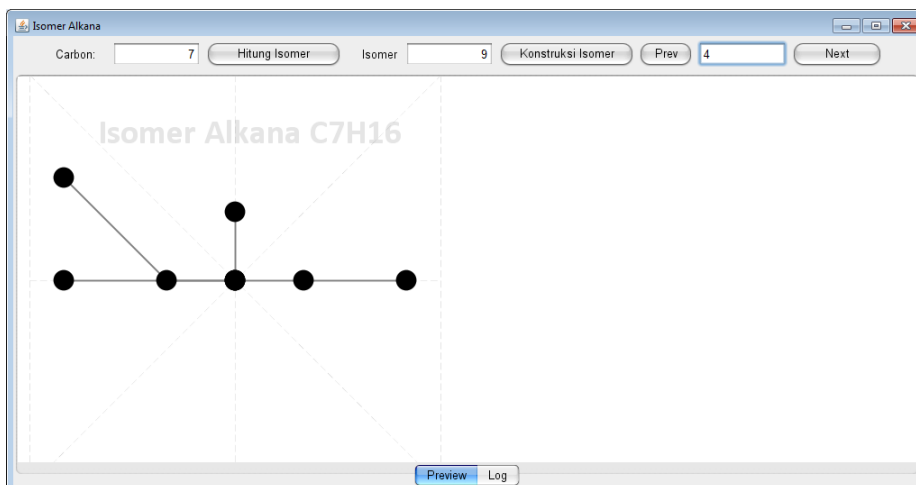 Isomer Alkana
Carbon: 7 Hitung Isomer Isomer 9 Konstruksi Isomer Prev 4 Next
Isomer Alkana C7H16
Preview Log